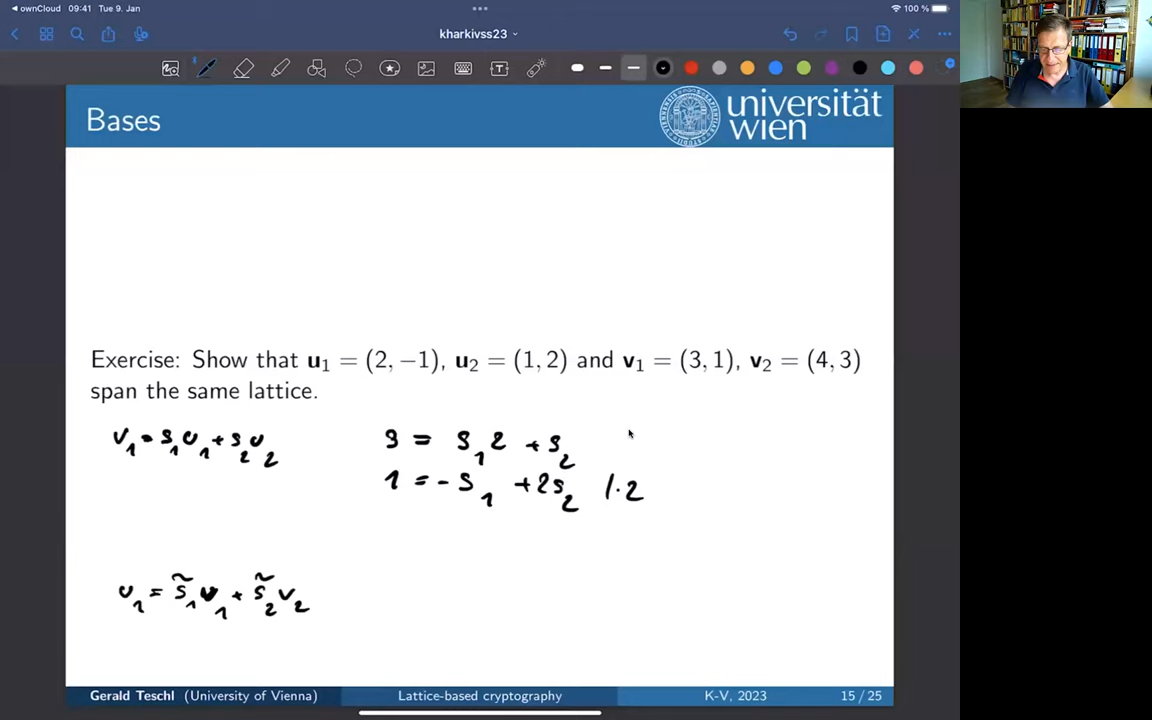 ownCloud 09:41 Tue 9. Jan 100 %
kharkivss23
Bases
universität
wien
Exercise: Show that u₁ = (2, −1), u₂ = (1, 2) and v₁ = (3, 1), v₂ = (4, 3)
span the same lattice.
v₁ = s₁u₁ + s₂u₂
3 = s₁2 + s₂
1 = -s₁ + 2s₂ / · 2
u₁ = s̃₁v₁ + s̃₂v₂
Gerald Teschl (University of Vienna) Lattice-based cryptography K-V, 2023 15 / 25